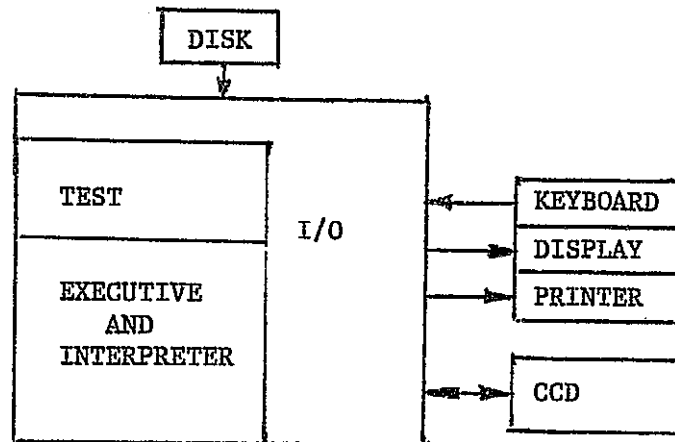 DISK
TEST
I/O
EXECUTIVE
AND
INTERPRETER
KEYBOARD
DISPLAY
PRINTER
CCD